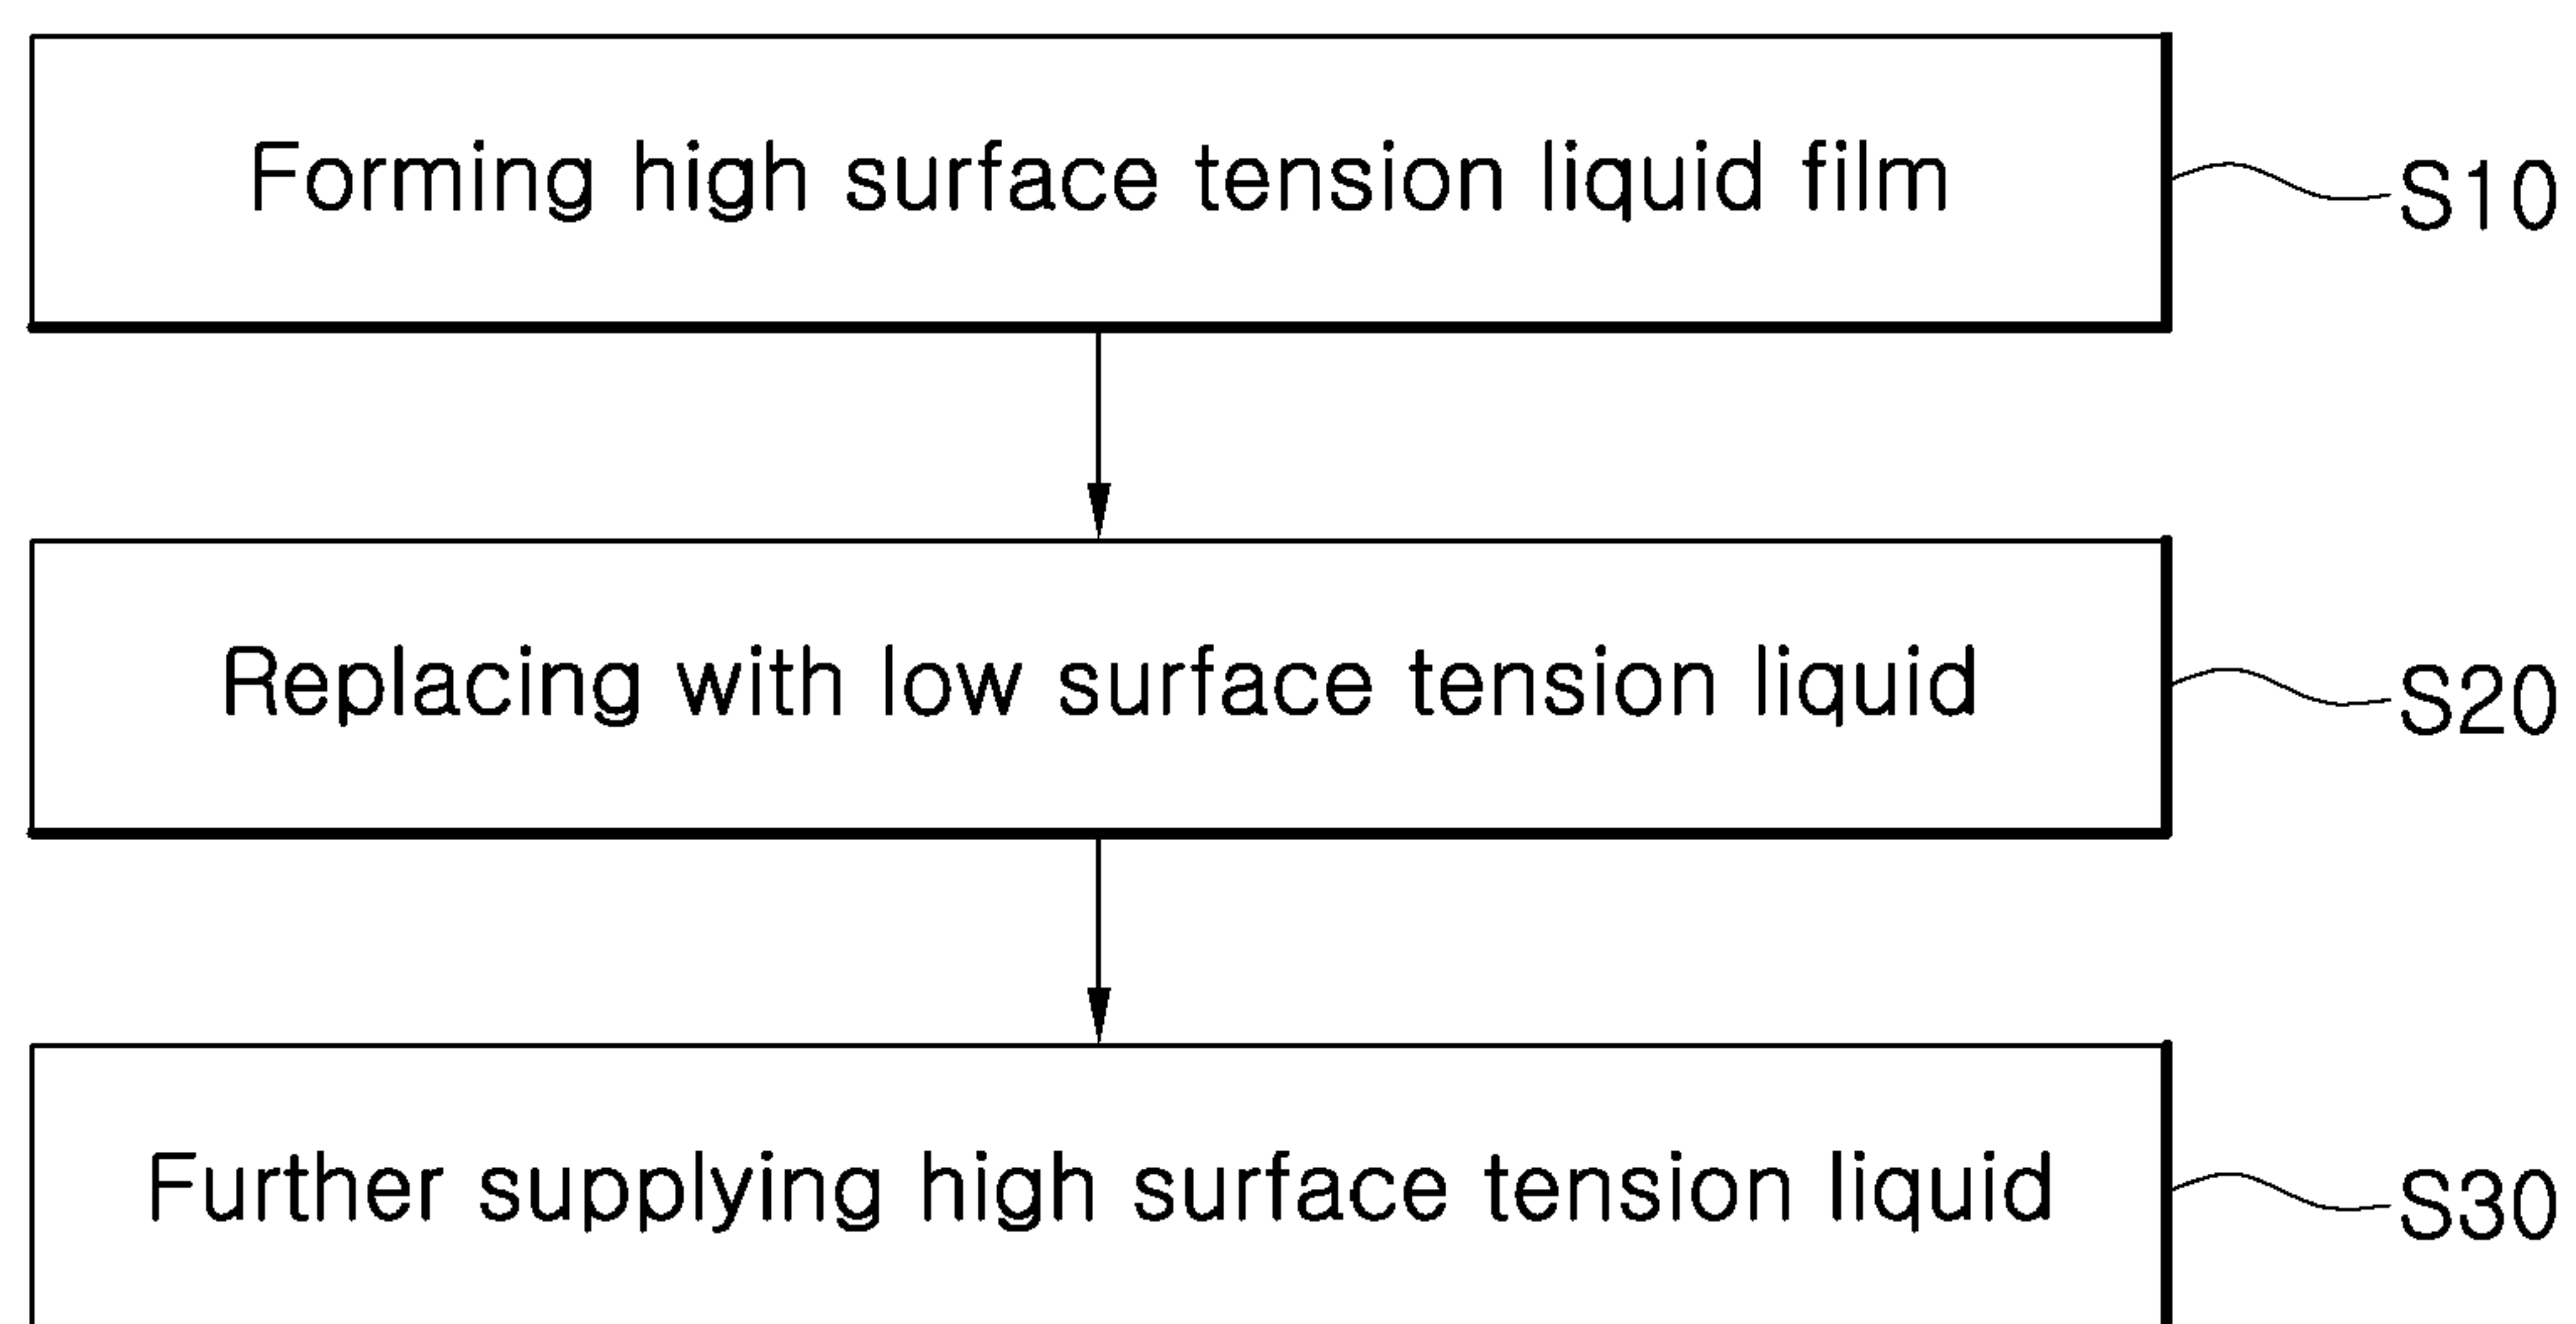 Forming high surface tension liquid film
S10
Replacing with low surface tension liquid
S20
Further supplying high surface tension liquid
S30